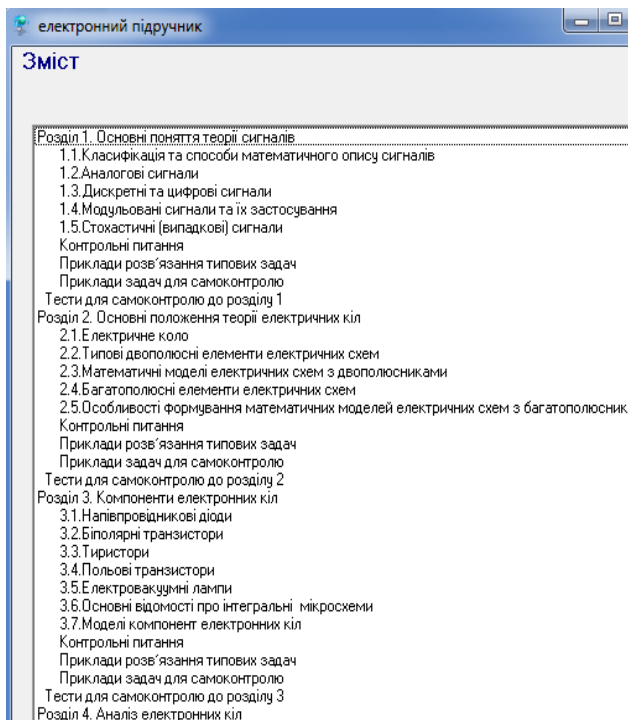 електронний підручник
Зміст
Розділ 1. Основні поняття теорії сигналів
1.1.Класифікація та способи математичного опису сигналів
1.2.Аналогові сигнали
1.3.Дискретні та цифрові сигнали
1.4.Модульовані сигнали та їх застосування
1.5.Стохастичні (випадкові) сигнали
Контрольні питання
Приклади розв'язання типових задач
Приклади задач для самоконтролю
Тести для самоконтролю до розділу 1
Розділ 2. Основні положення теорії електричних кіл
2.1.Електричне коло
2.2.Типові двополюсні елементи електричних схем
2.3.Математичні моделі електричних схем з двополюсниками
2.4.Багатополюсні елементи електричних схем
2.5.Особливості формування математичних моделей електричних схем з багатополюсник
Контрольні питання
Приклади розв'язання типових задач
Приклади задач для самоконтролю
Тести для самоконтролю до розділу 2
Розділ 3. Компоненти електронних кіл
3.1.Напівпровідникові діоди
3.2.Біполярні транзистори
3.3.Тиристори
3.4.Польові транзистори
3.5.Електровакуумні лампи
3.6.Основні відомості про інтегральні мікросхеми
3.7.Моделі компонент електронних кіл
Контрольні питання
Приклади розв'язання типових задач
Приклади задач для самоконтролю
Тести для самоконтролю до розділу 3
Розділ 4. Аналіз електронних кіл